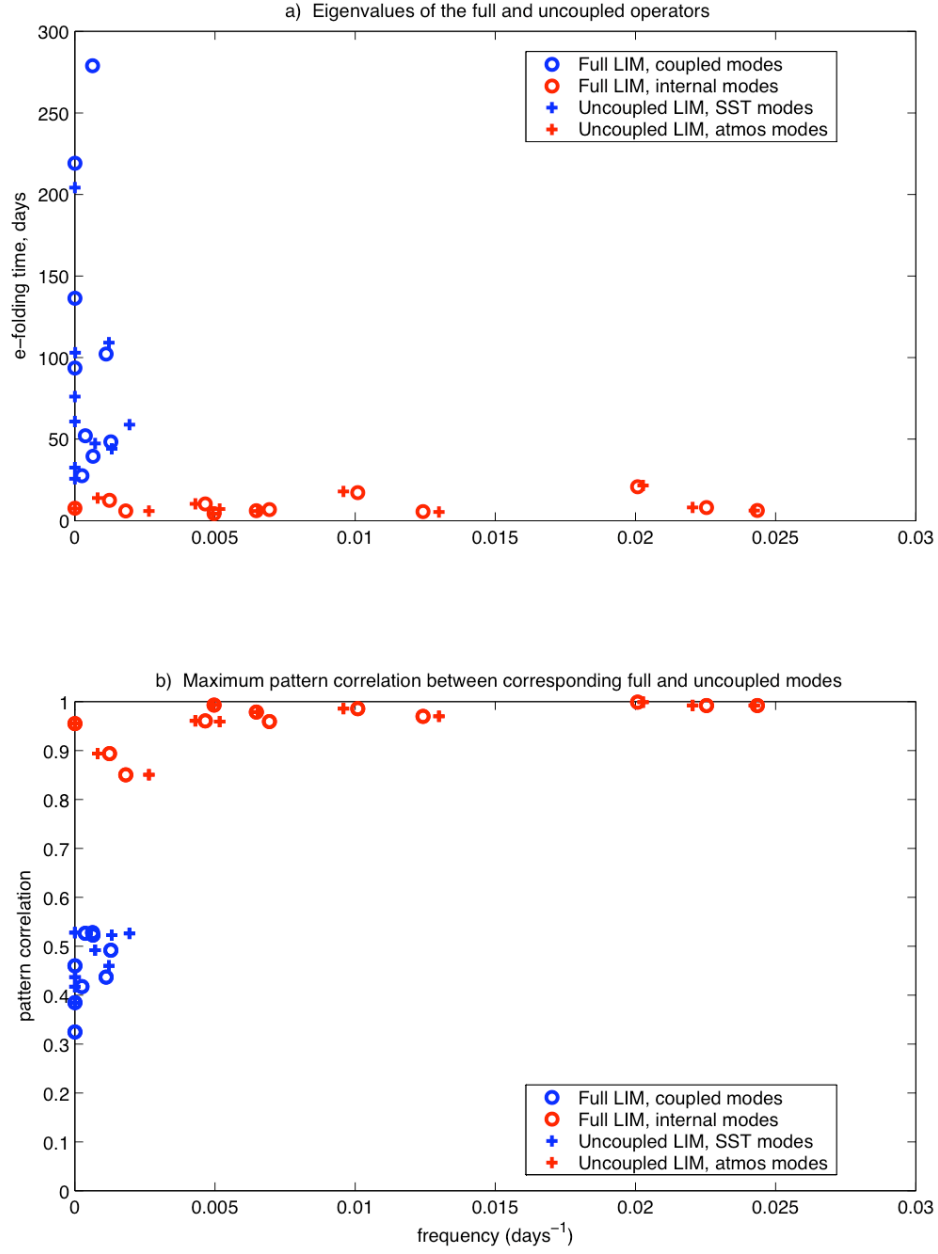 a) Eigenvalues of the full and uncoupled operators
300
250
200
150
100
50
0
e−folding time, days
Full LIM, coupled modes
Full LIM, internal modes
Uncoupled LIM, SST modes
Uncoupled LIM, atmos modes
0 0.005 0.01 0.015 0.02 0.025 0.03
b) Maximum pattern correlation between corresponding full and uncoupled modes
1
0.9
0.8
0.7
0.6
0.5
0.4
0.3
0.2
0.1
0
pattern correlation
Full LIM, coupled modes
Full LIM, internal modes
Uncoupled LIM, SST modes
Uncoupled LIM, atmos modes
0 0.005 0.01 0.015 0.02 0.025 0.03
frequency (days⁻¹)